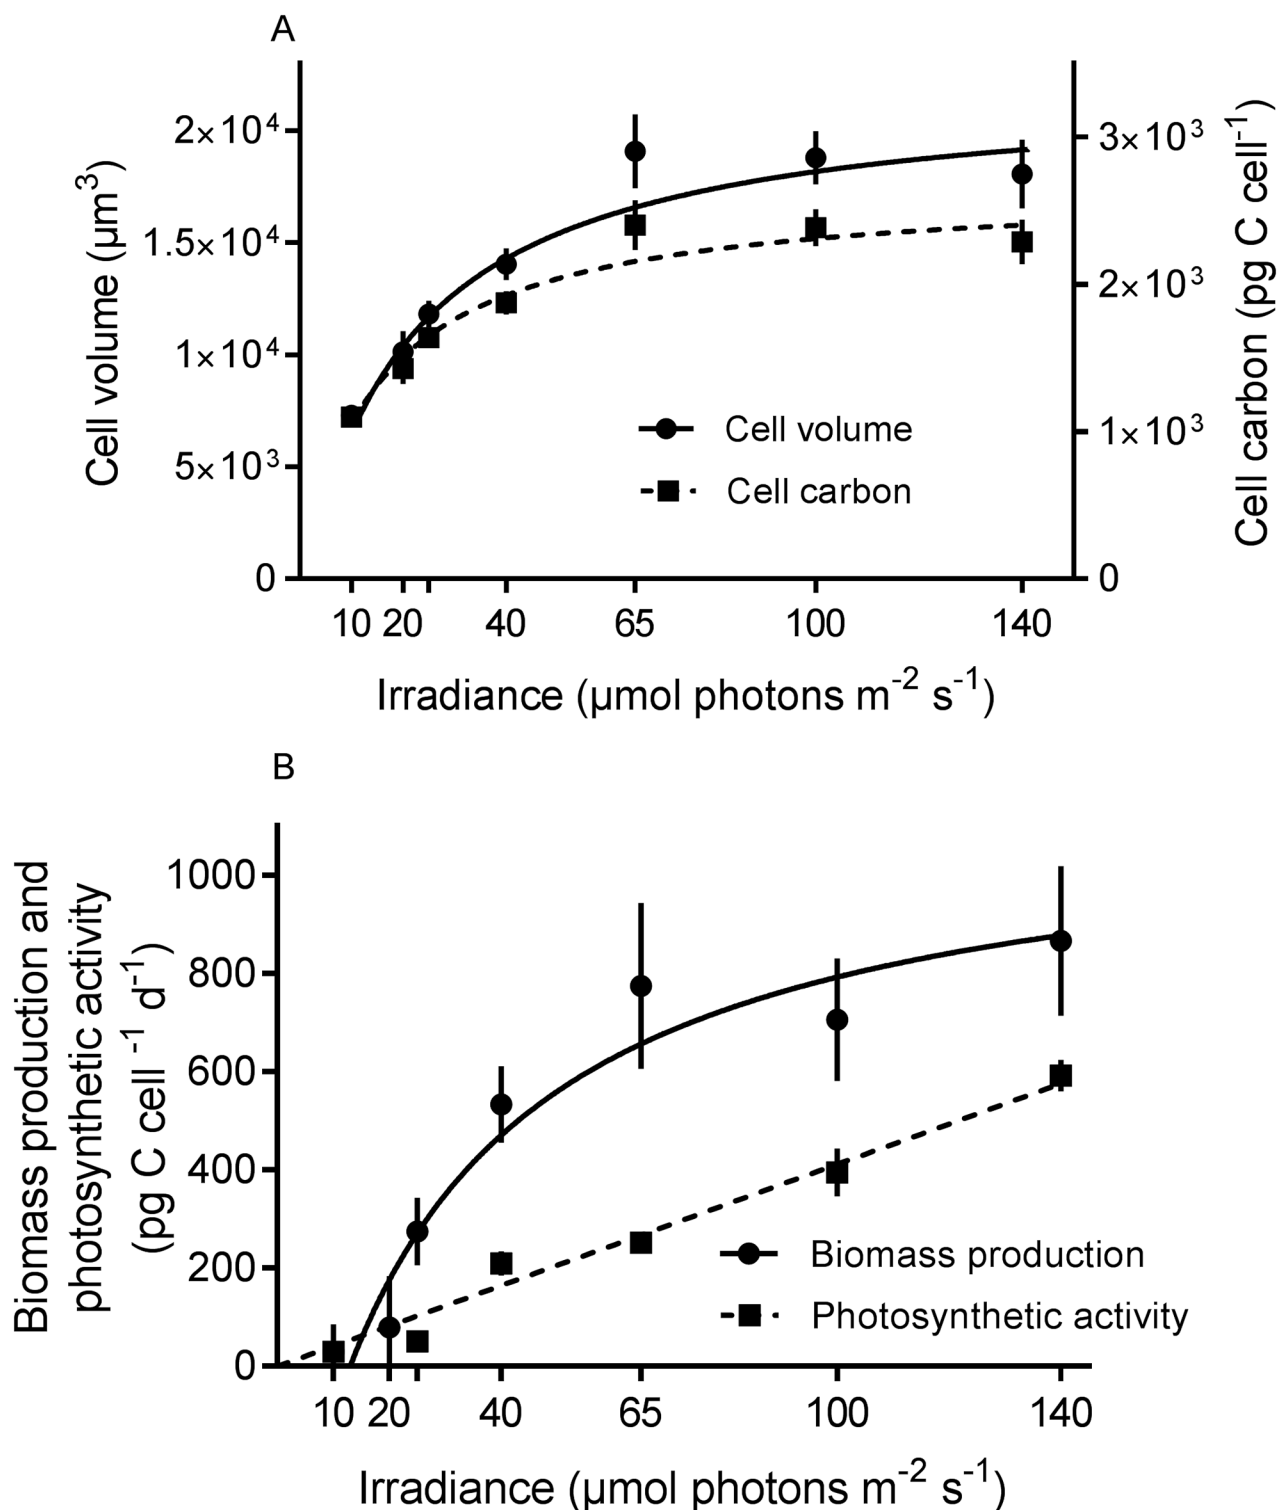 A
Cell volume (µm³)
2×10⁴
1.5×10⁴
1×10⁴
5×10³
0
3×10³
2×10³
1×10³
0
Cell carbon (pg C cell⁻¹)
Cell volume
Cell carbon
10 20 40 65 100 140
Irradiance (µmol photons m⁻² s⁻¹)
B
Biomass production and
photosynthetic activity
(pg C cell ⁻¹ d⁻¹)
1000
800
600
400
200
0
Biomass production
Photosynthetic activity
10 20 40 65 100 140
Irradiance (µmol photons m⁻² s⁻¹)